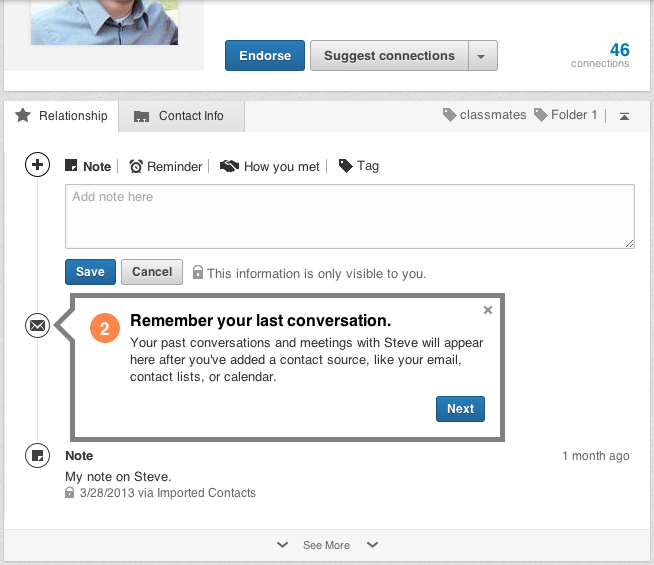 Endorse
Suggest connections
46
connections
Relationship
Contact Info
classmates
Folder 1
Note
Reminder
How you met
Tag
Add note here
Save
Cancel
This information is only visible to you.
2
Remember your last conversation.
Your past conversations and meetings with Steve will appear
here after you've added a contact source, like your email,
contact lists, or calendar.
Next
Note
1 month ago
My note on Steve.
3/28/2013 via Imported Contacts
See More